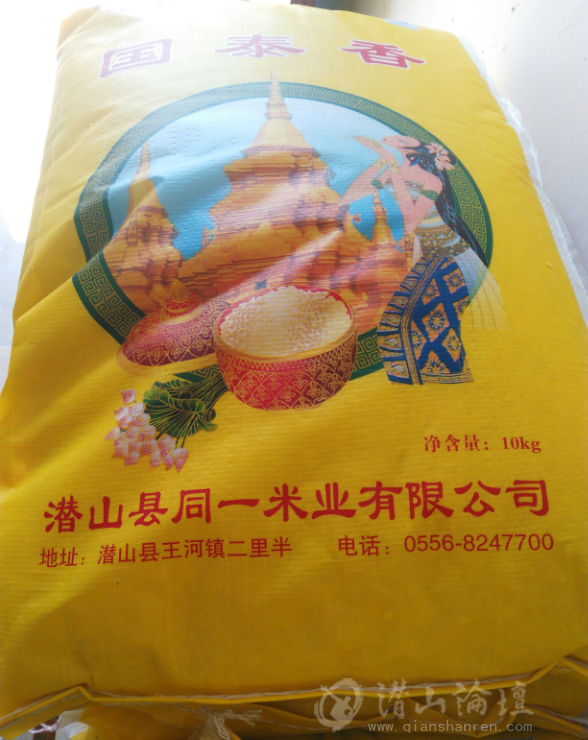 国泰香
净含量：10kg
潜山县同一米业有限公司
地址：潜山县王河镇二里半 电话：0556-8247700
潜山论坛
www.qianshanren.com